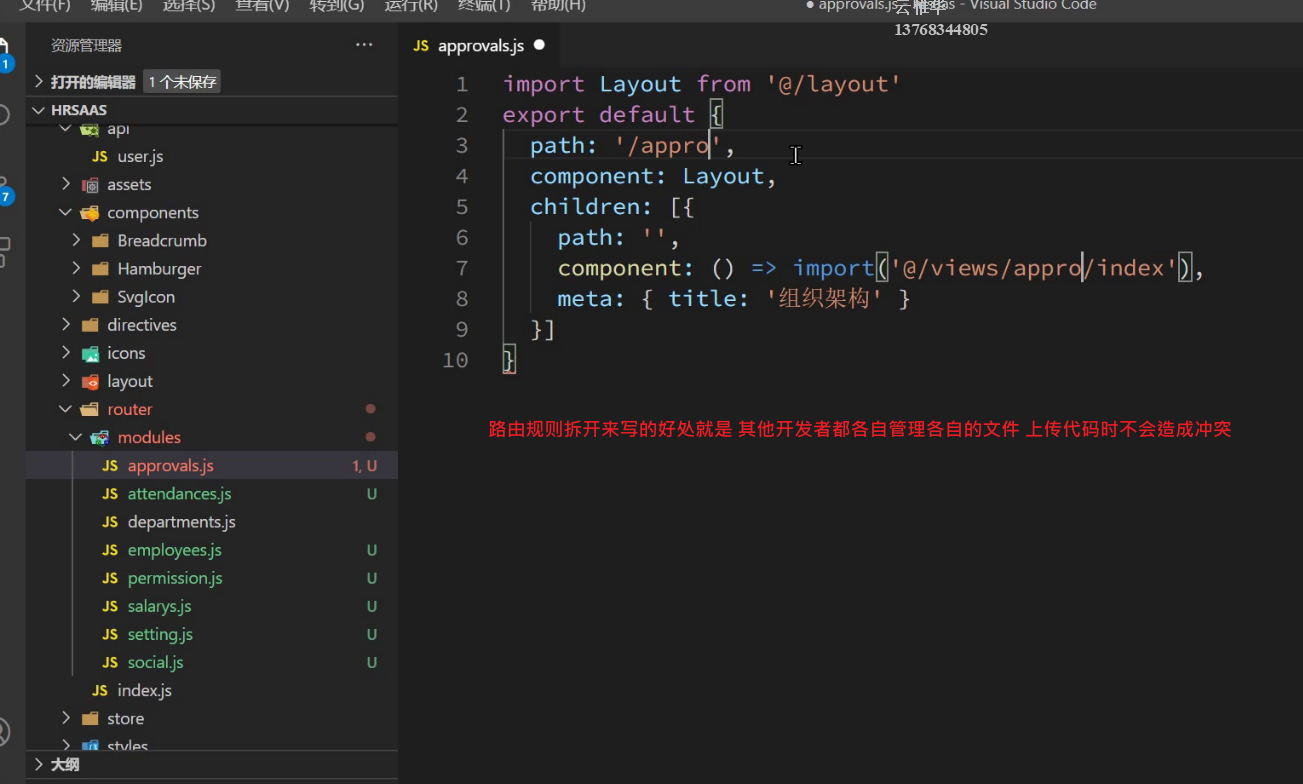 文件(F) 编辑(E) 选择(S) 查看(V) 转到(G) 运行(R) 终端(T) 帮助(H)
● approvals.js - hrsaas - Visual Studio Code
13768344805
资源管理器 ···
JS approvals.js ●
1
打开的编辑器 1 个未保存
HRSAAS
api
JS user.js
assets
7
components
Breadcrumb
Hamburger
SvgIcon
directives
icons
layout
router
modules
JS approvals.js 1, U
JS attendances.js U
JS departments.js
JS employees.js U
JS permission.js U
JS salarys.js U
JS setting.js U
JS social.js U
JS index.js
store
styles
大纲
1 import Layout from '@/layout'
2 export default {
3 path: '/appro',
4 component: Layout,
5 children: [{
6 path: '',
7 component: () => import('@/views/appro/index'),
8 meta: { title: '组织架构' }
9 }]
10 }
路由规则拆开来写的好处就是 其他开发者都各自管理各自的文件 上传代码时不会造成冲突